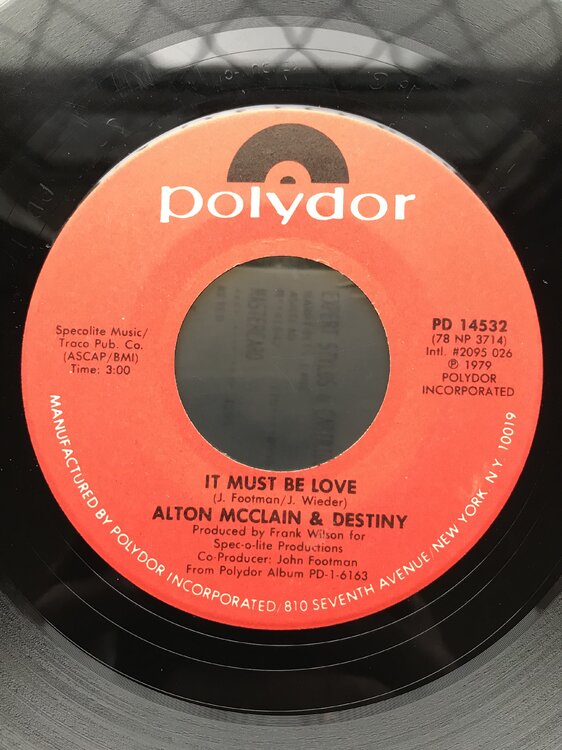 polydor
Specolite Music/
Traco Pub. Co.
(ASCAP/BMI)
Time: 3:00
PD 14532
(78 NP 3714)
Intl. #2095 026
℗ 1979
POLYDOR
INCORPORATED
IT MUST BE LOVE
(J. Footman/J. Wieder)
ALTON MCCLAIN & DESTINY
Produced by Frank Wilson for
Spec-o-lite Productions
Co-Producer: John Footman
From Polydor Album PD-1-6163
MANUFACTURED BY POLYDOR INCORPORATED/810 SEVENTH AVENUE/NEW YORK N.Y. 10019